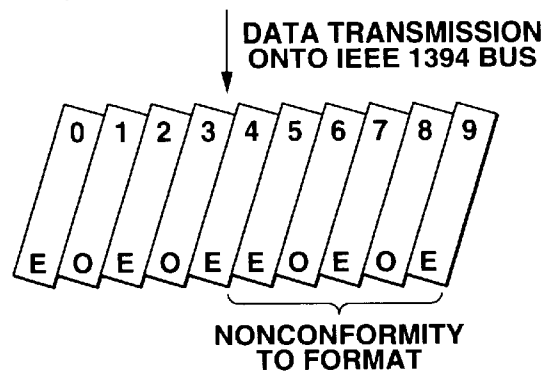 DATA TRANSMISSION
ONTO IEEE 1394 BUS
0 1 2 3 4 5 6 7 8 9
E O E O E E O E O E
NONCONFORMITY
TO FORMAT